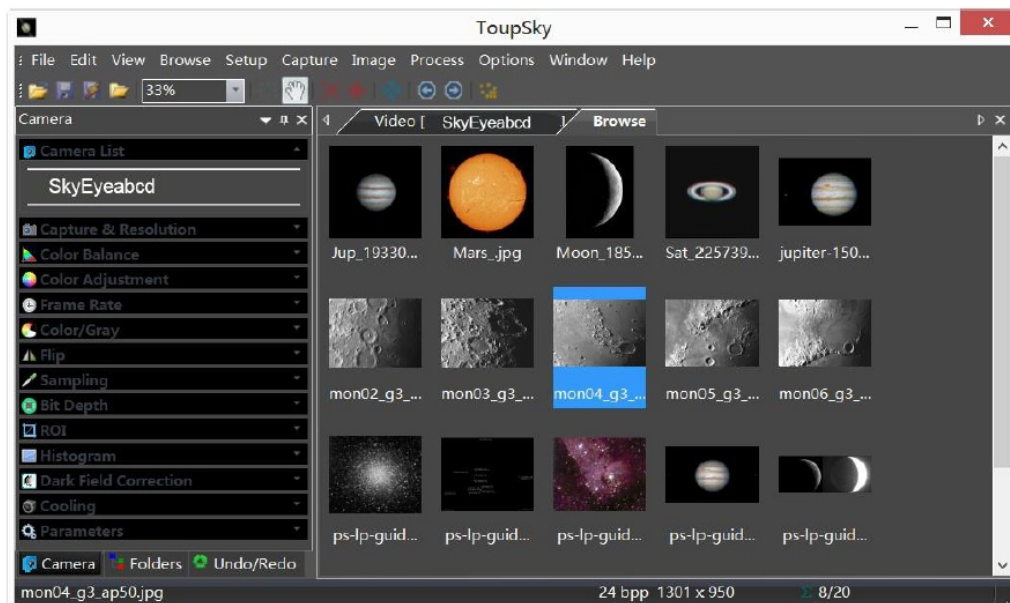 ToupSky
File Edit View Browse Setup Capture Image Process Options Window Help
33%
Camera
Video [ SkyEyeabcd ]
Browse
Camera List
SkyEyeabcd
Capture & Resolution
Color Balance
Color Adjustment
Frame Rate
Color/Gray
Flip
Sampling
Bit Depth
ROI
Histogram
Dark Field Correction
Cooling
Parameters
Camera Folders Undo/Redo
Jup_19330... Mars_.jpg Moon_185... Sat_225739... jupiter-150...
mon02_g3_... mon03_g3_... mon04_g3_... mon05_g3_... mon06_g3_...
ps-lp-guid... ps-lp-guid... ps-lp-guid... ps-lp-guid... ps-lp-guid...
mon04_g3_ap50.jpg 24 bpp 1301 x 950 Σ 8/20